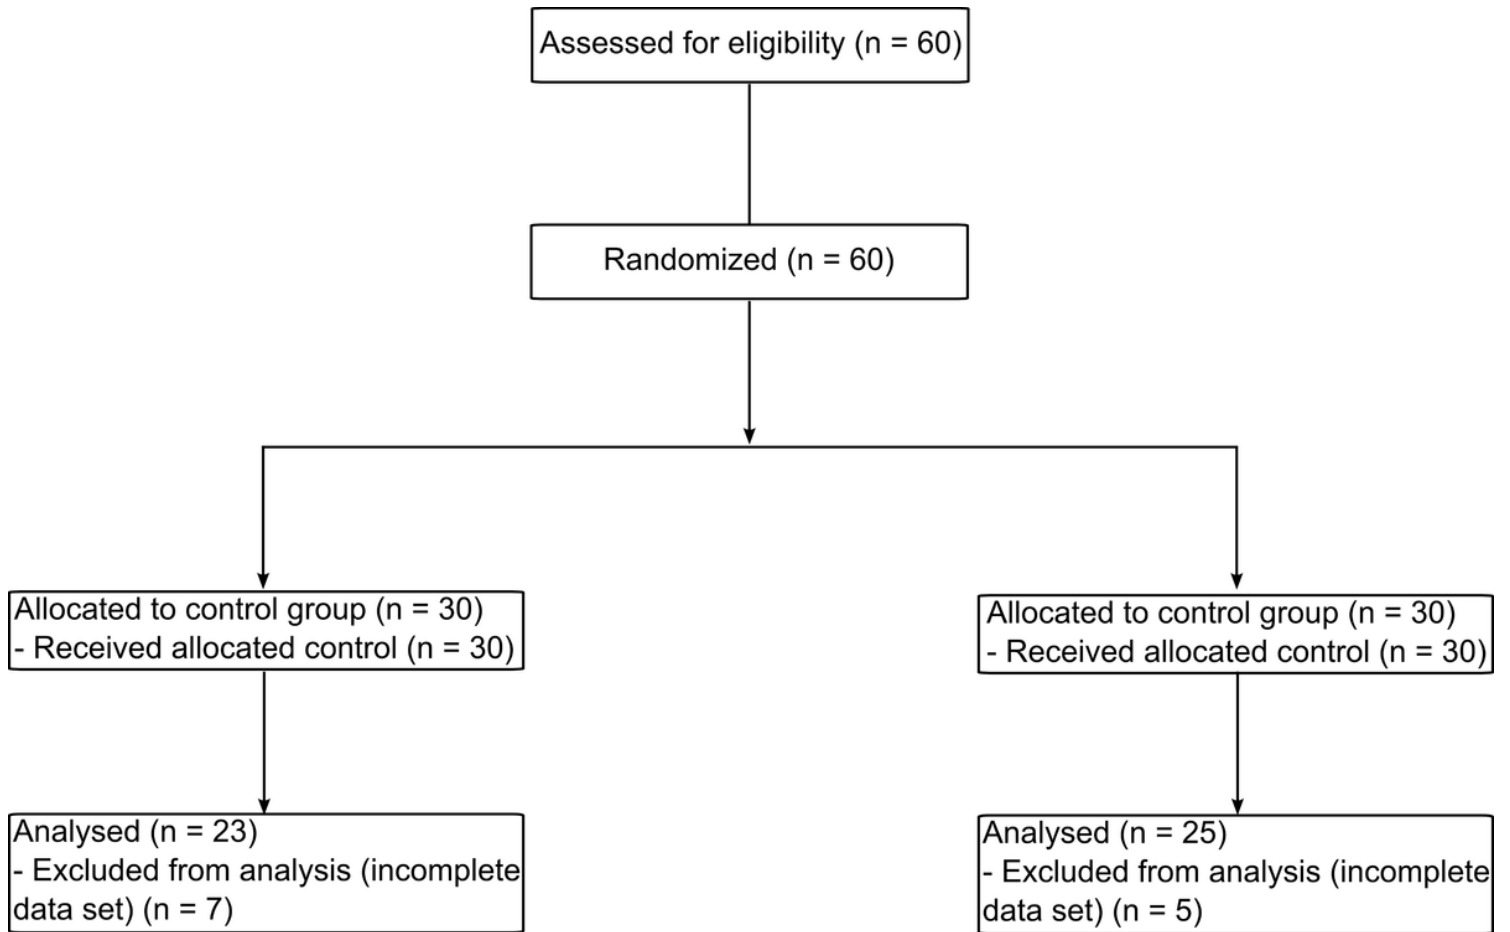 Assessed for eligibility (n = 60)
Randomized (n = 60)
Allocated to control group (n = 30)
- Received allocated control (n = 30)
Allocated to control group (n = 30)
- Received allocated control (n = 30)
Analysed (n = 23)
- Excluded from analysis (incomplete
data set) (n = 7)
Analysed (n = 25)
- Excluded from analysis (incomplete
data set) (n = 5)